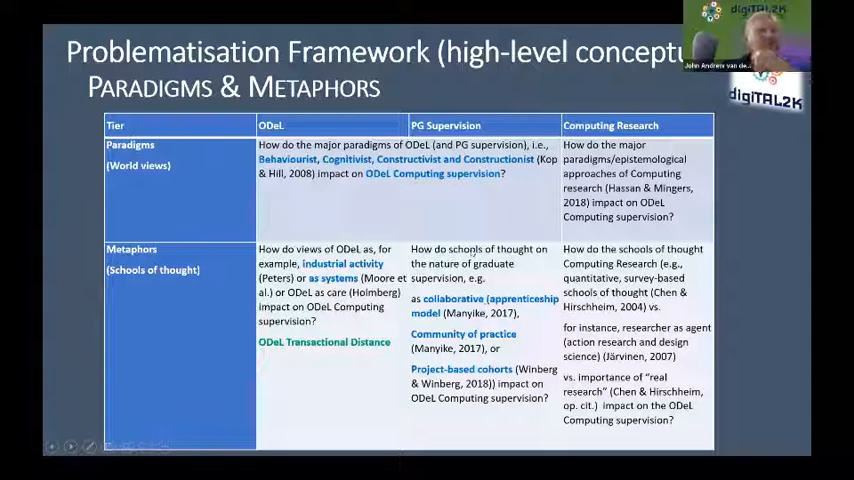 digiTAL2K
John Andrew van de...
digiTAL2K
Problematisation Framework (high-level conceptu
PARADIGMS & METAPHORS
Tier
ODeL
PG Supervision
Computing Research
Paradigms
(World views)
How do the major paradigms of ODeL (and PG supervision), i.e.,
Behaviourist, Cognitivist, Constructivist and Constructionist (Kop
& Hill, 2008) impact on ODeL Computing supervision?
How do the major
paradigms/epistemological
approaches of Computing
research (Hassan & Mingers,
2018) impact on ODeL
Computing supervision?
Metaphors
(Schools of thought)
How do views of ODeL as, for
example, industrial activity
(Peters) or as systems (Moore et
al.) or ODeL as care (Holmberg)
impact on ODeL Computing
supervision?
ODeL Transactional Distance
How do schools of thought on
the nature of graduate
supervision, e.g.
as collaborative (apprenticeship
model (Manyike, 2017),
Community of practice
(Manyike, 2017), or
Project-based cohorts (Winberg
& Winberg, 2018)) impact on
ODeL Computing supervision?
How do the schools of thought
Computing Research (e.g.,
quantitative, survey-based
schools of thought (Chen &
Hirschheim, 2004) vs.
for instance, researcher as agent
(action research and design
science) (Järvinen, 2007)
vs. importance of "real
research" (Chen & Hirschheim,
op. cit.) impact on the ODeL
Computing supervision?